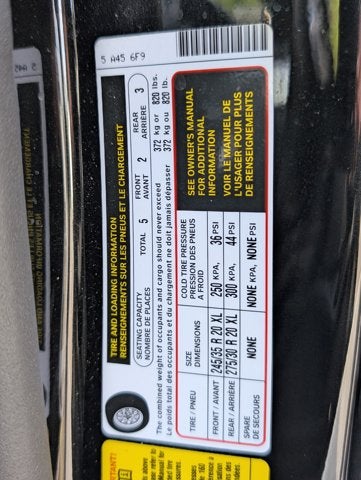 5 A45 6F9
TIRE AND LOADING INFORMATION
RENSEIGNEMENTS SUR LES PNEUS ET LE CHARGEMENT
SEATING CAPACITY TOTAL 5 FRONT 2 REAR 3
NOMBRE DE PLACES AVANT ARRIÈRE
The combined weight of occupants and cargo should never exceed 372 kg or 820 lbs.
Le poids total des occupants et du chargement ne doit jamais dépasser 372 kg ou 820 lb.
TIRE / PNEU SIZE DIMENSIONS COLD TIRE PRESSURE PRESSION DES PNEUS A FROID
FRONT / AVANT 245/35 R 20 XL 250 KPA, 36 PSI
REAR / ARRIÈRE 275/30 R 20 XL 300 KPA, 44 PSI
SPARE DE SECOURS NONE NONE KPA, NONE PSI
SEE OWNER'S MANUAL
FOR ADDITIONAL
INFORMATION
VOIR LE MANUEL DE
L'USAGER POUR PLUS
DE RENSEIGNEMENTS